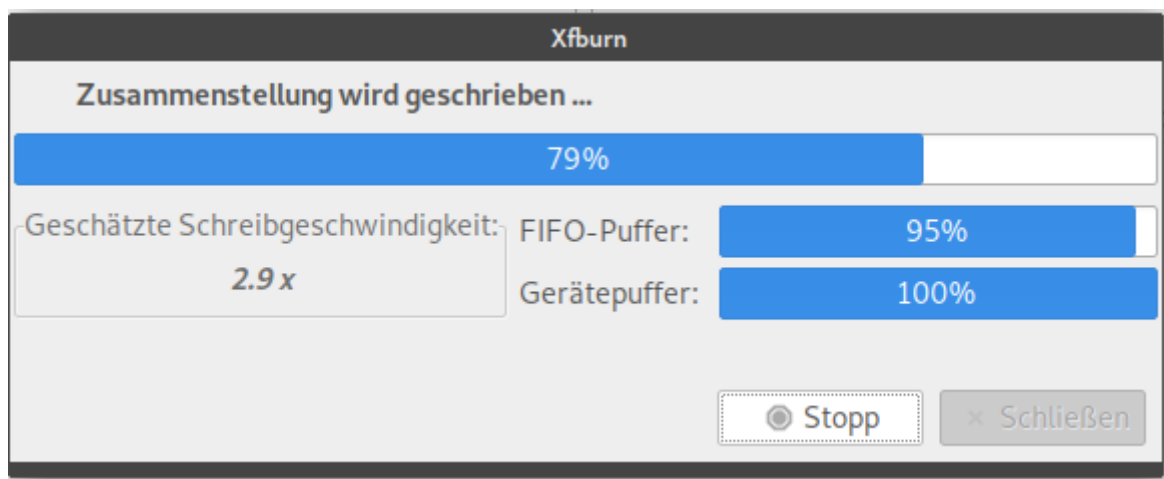 Xfburn
Zusammenstellung wird geschrieben ...
79%
Geschätzte Schreibgeschwindigkeit:
2.9 x
FIFO-Puffer:
95%
Gerätepuffer:
100%
Stopp
Schließen